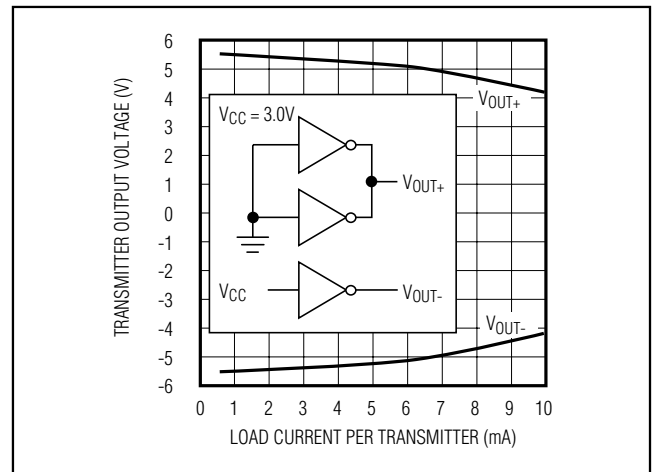 TRANSMITTER OUTPUT VOLTAGE (V)
6
5
4
3
2
1
0
-1
-2
-3
-4
-5
-6
VCC = 3.0V
VOUT+
VOUT+
VCC
VOUT-
VOUT-
0 1 2 3 4 5 6 7 8 9 10
LOAD CURRENT PER TRANSMITTER (mA)